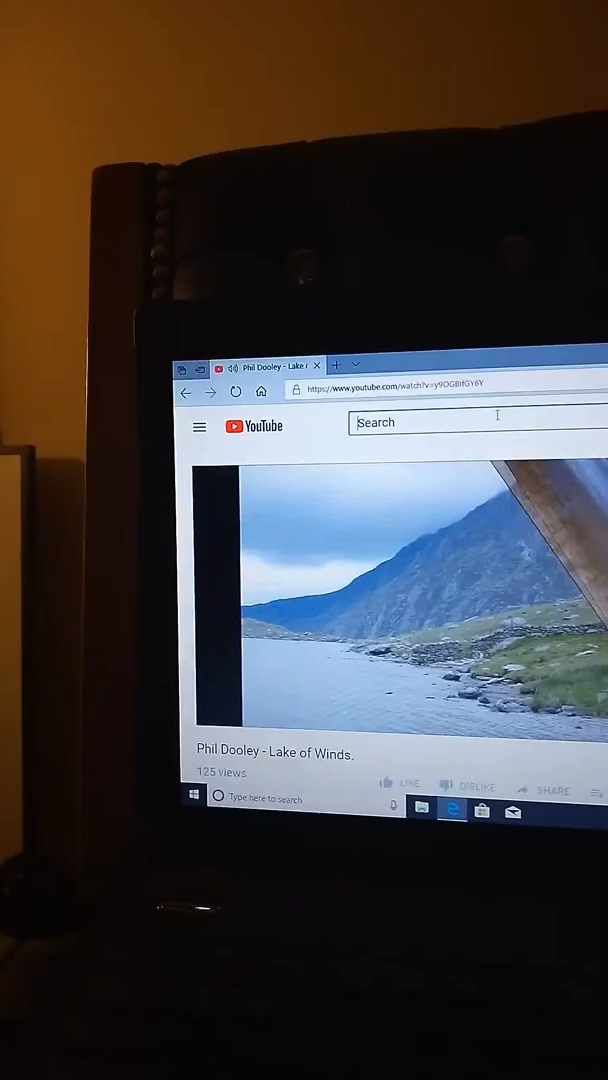 Phil Dooley - Lake
https://www.youtube.com/watch?v=y9OGBIfGY6Y
YouTube
Search
Phil Dooley - Lake of Winds.
125 views
LIKE
DISLIKE
SHARE
Type here to search